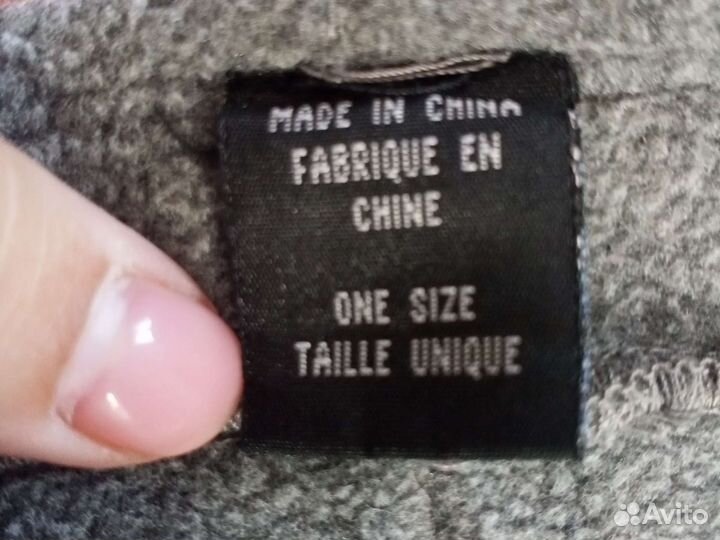 MADE IN CHINA
FABRIQUE EN
CHINE
ONE SIZE
TAILLE UNIQUE
Avito